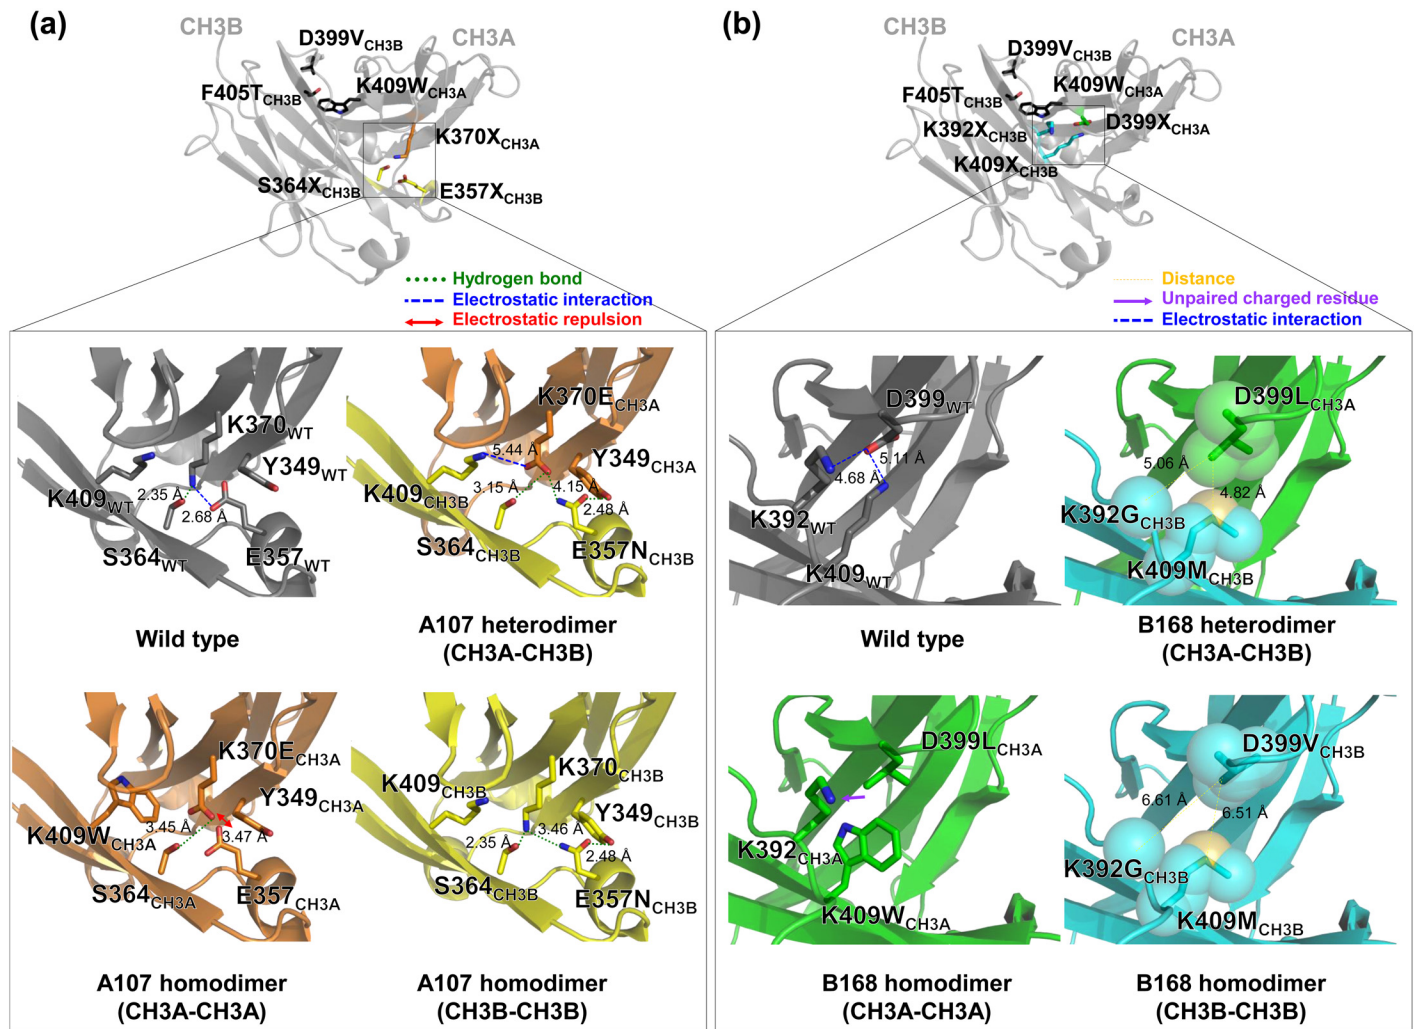 (a)
CH3B
D399V CH3B
CH3A
F405T CH3B
K409W CH3A
K370X CH3A
S364X CH3B
E357X CH3B
Hydrogen bond
Electrostatic interaction
Electrostatic repulsion
K370 WT
Y349 WT
K409 WT
2.35 Å
2.68 Å
S364 WT
E357 WT
Wild type
K370E CH3A
5.44 Å
Y349 CH3A
K409 CH3B
3.15 Å
4.15 Å
2.48 Å
S364 CH3B
E357N CH3B
A107 heterodimer
(CH3A-CH3B)
K370E CH3A
Y349 CH3A
K409W CH3A
3.45 Å
3.47 Å
S364 CH3A
E357 CH3A
A107 homodimer
(CH3A-CH3A)
K370 CH3B
K409 CH3B
Y349 CH3B
3.46 Å
2.35 Å
2.48 Å
S364 CH3B
E357N CH3B
A107 homodimer
(CH3B-CH3B)
(b)
CH3B
D399V CH3B
CH3A
K409W CH3A
F405T CH3B
D399X CH3A
K392X CH3B
K409X CH3B
Distance
Unpaired charged residue
Electrostatic interaction
D399 WT
5.11 Å
4.68 Å
K392 WT
K409 WT
Wild type
D399L CH3A
5.06 Å
4.82 Å
K392G CH3B
K409M CH3B
B168 heterodimer
(CH3A-CH3B)
D399L CH3A
K392 CH3A
K409W CH3A
B168 homodimer
(CH3A-CH3A)
D399V CH3B
6.61 Å
6.51 Å
K392G CH3B
K409M CH3B
B168 homodimer
(CH3B-CH3B)